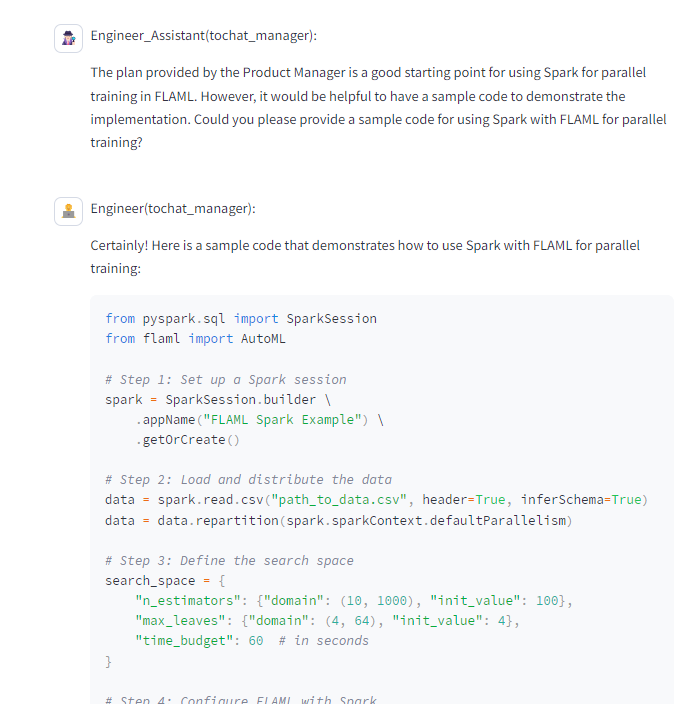 Engineer_Assistant(tochat_manager):
The plan provided by the Product Manager is a good starting point for using Spark for parallel
training in FLAML. However, it would be helpful to have a sample code to demonstrate the
implementation. Could you please provide a sample code for using Spark with FLAML for parallel
training?
Engineer(tochat_manager):
Certainly! Here is a sample code that demonstrates how to use Spark with FLAML for parallel
training:
from pyspark.sql import SparkSession
from flaml import AutoML
# Step 1: Set up a Spark session
spark = SparkSession.builder \
    .appName("FLAML Spark Example") \
    .getOrCreate()
# Step 2: Load and distribute the data
data = spark.read.csv("path_to_data.csv", header=True, inferSchema=True)
data = data.repartition(spark.sparkContext.defaultParallelism)
# Step 3: Define the search space
search_space = {
    "n_estimators": {"domain": (10, 1000), "init_value": 100},
    "max_leaves": {"domain": (4, 64), "init_value": 4},
    "time_budget": 60  # in seconds
}
# Step 4: Configure FLAML with Spark